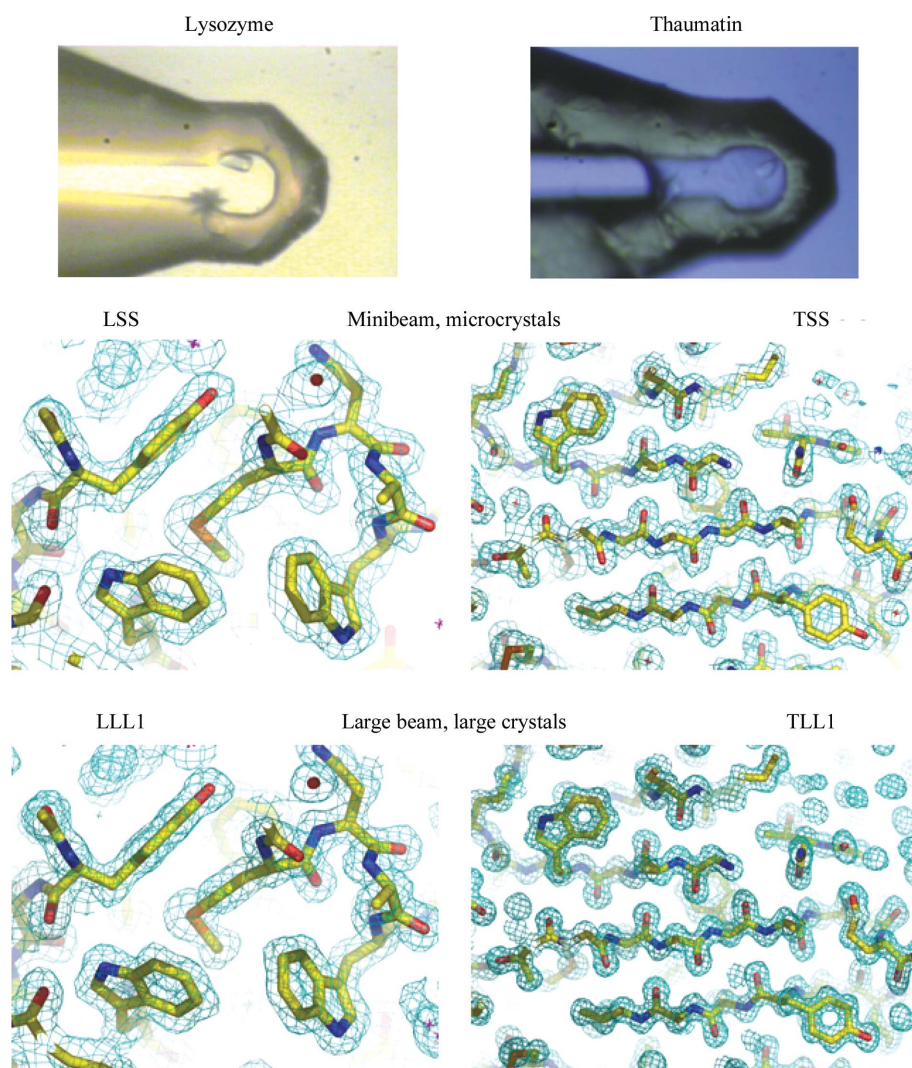 Lysozyme
Thaumatin
LSS
Minibeam, microcrystals
TSS
LLL1
Large beam, large crystals
TLL1